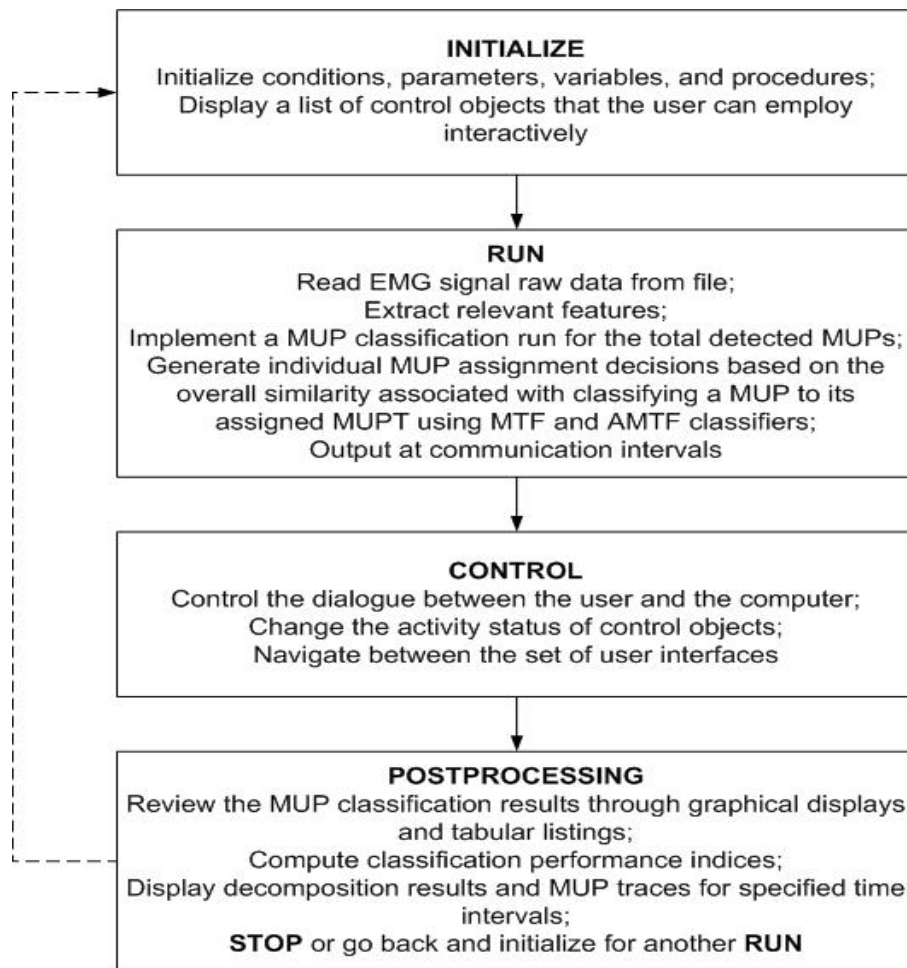 INITIALIZE
Initialize conditions, parameters, variables, and procedures;
Display a list of control objects that the user can employ
interactively
RUN
Read EMG signal raw data from file;
Extract relevant features;
Implement a MUP classification run for the total detected MUPs;
Generate individual MUP assignment decisions based on the
overall similarity associated with classifying a MUP to its
assigned MUPT using MTF and AMTF classifiers;
Output at communication intervals
CONTROL
Control the dialogue between the user and the computer;
Change the activity status of control objects;
Navigate between the set of user interfaces
POSTPROCESSING
Review the MUP classification results through graphical displays
and tabular listings;
Compute classification performance indices;
Display decomposition results and MUP traces for specified time
intervals;
STOP or go back and initialize for another RUN